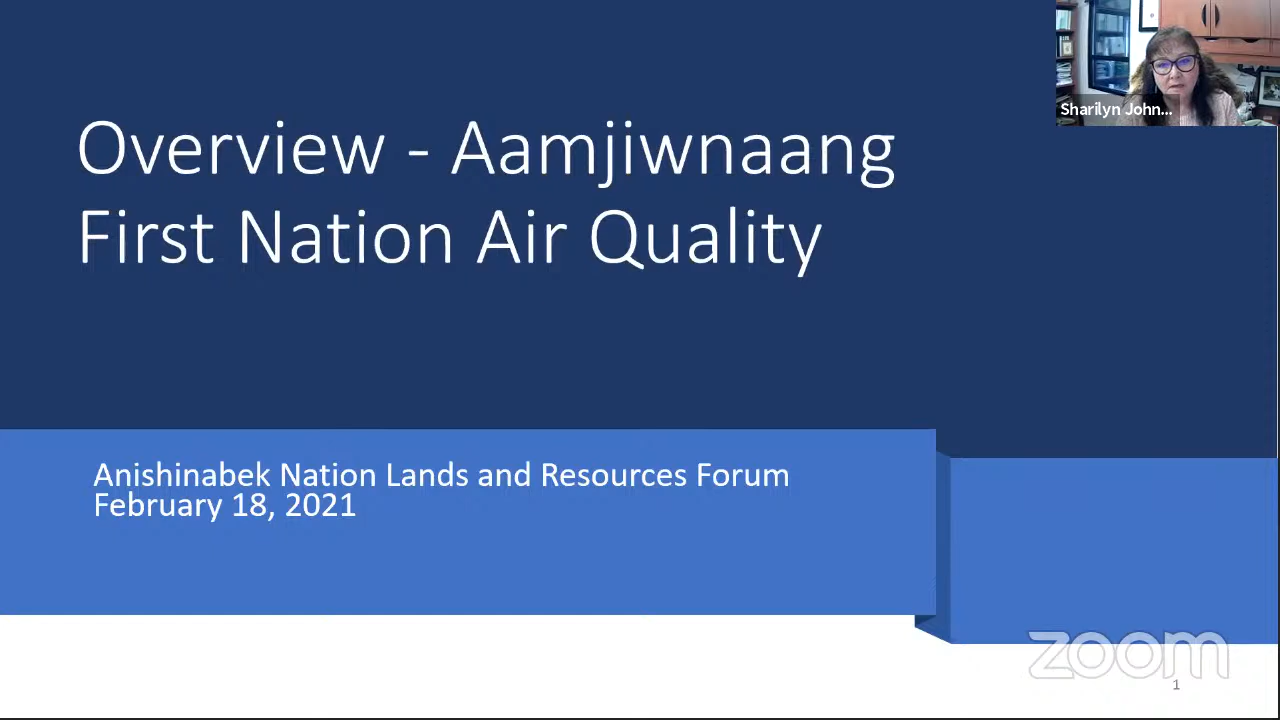 Sharilyn John...
Overview - Aamjiwnaang
First Nation Air Quality
Anishinabek Nation Lands and Resources Forum
February 18, 2021
zoom
1